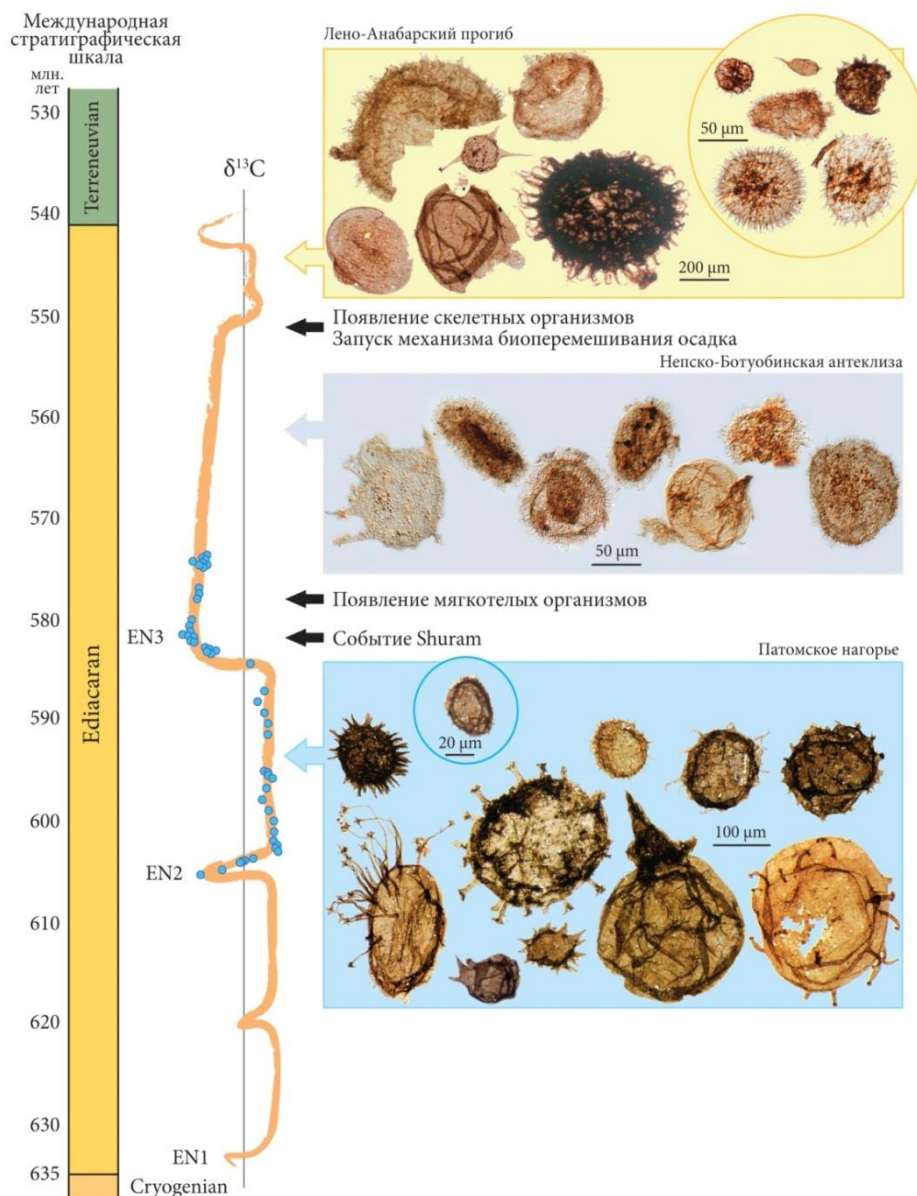 Международная
стратиграфическая
шкала
млн.
лет
530
540
550
560
570
580
590
600
610
620
630
635
Terreneuvian
Ediacaran
Cryogenian
δ¹³C
EN3
EN2
EN1
Лено-Анабарский прогиб
50 µm
200 µm
Появление скелетных организмов
Запуск механизма биоперемешивания осадка
Непско-Ботуобинская антеклиза
50 µm
Появление мягкотелых организмов
Событие Shuram
Патомское нагорье
20 µm
100 µm